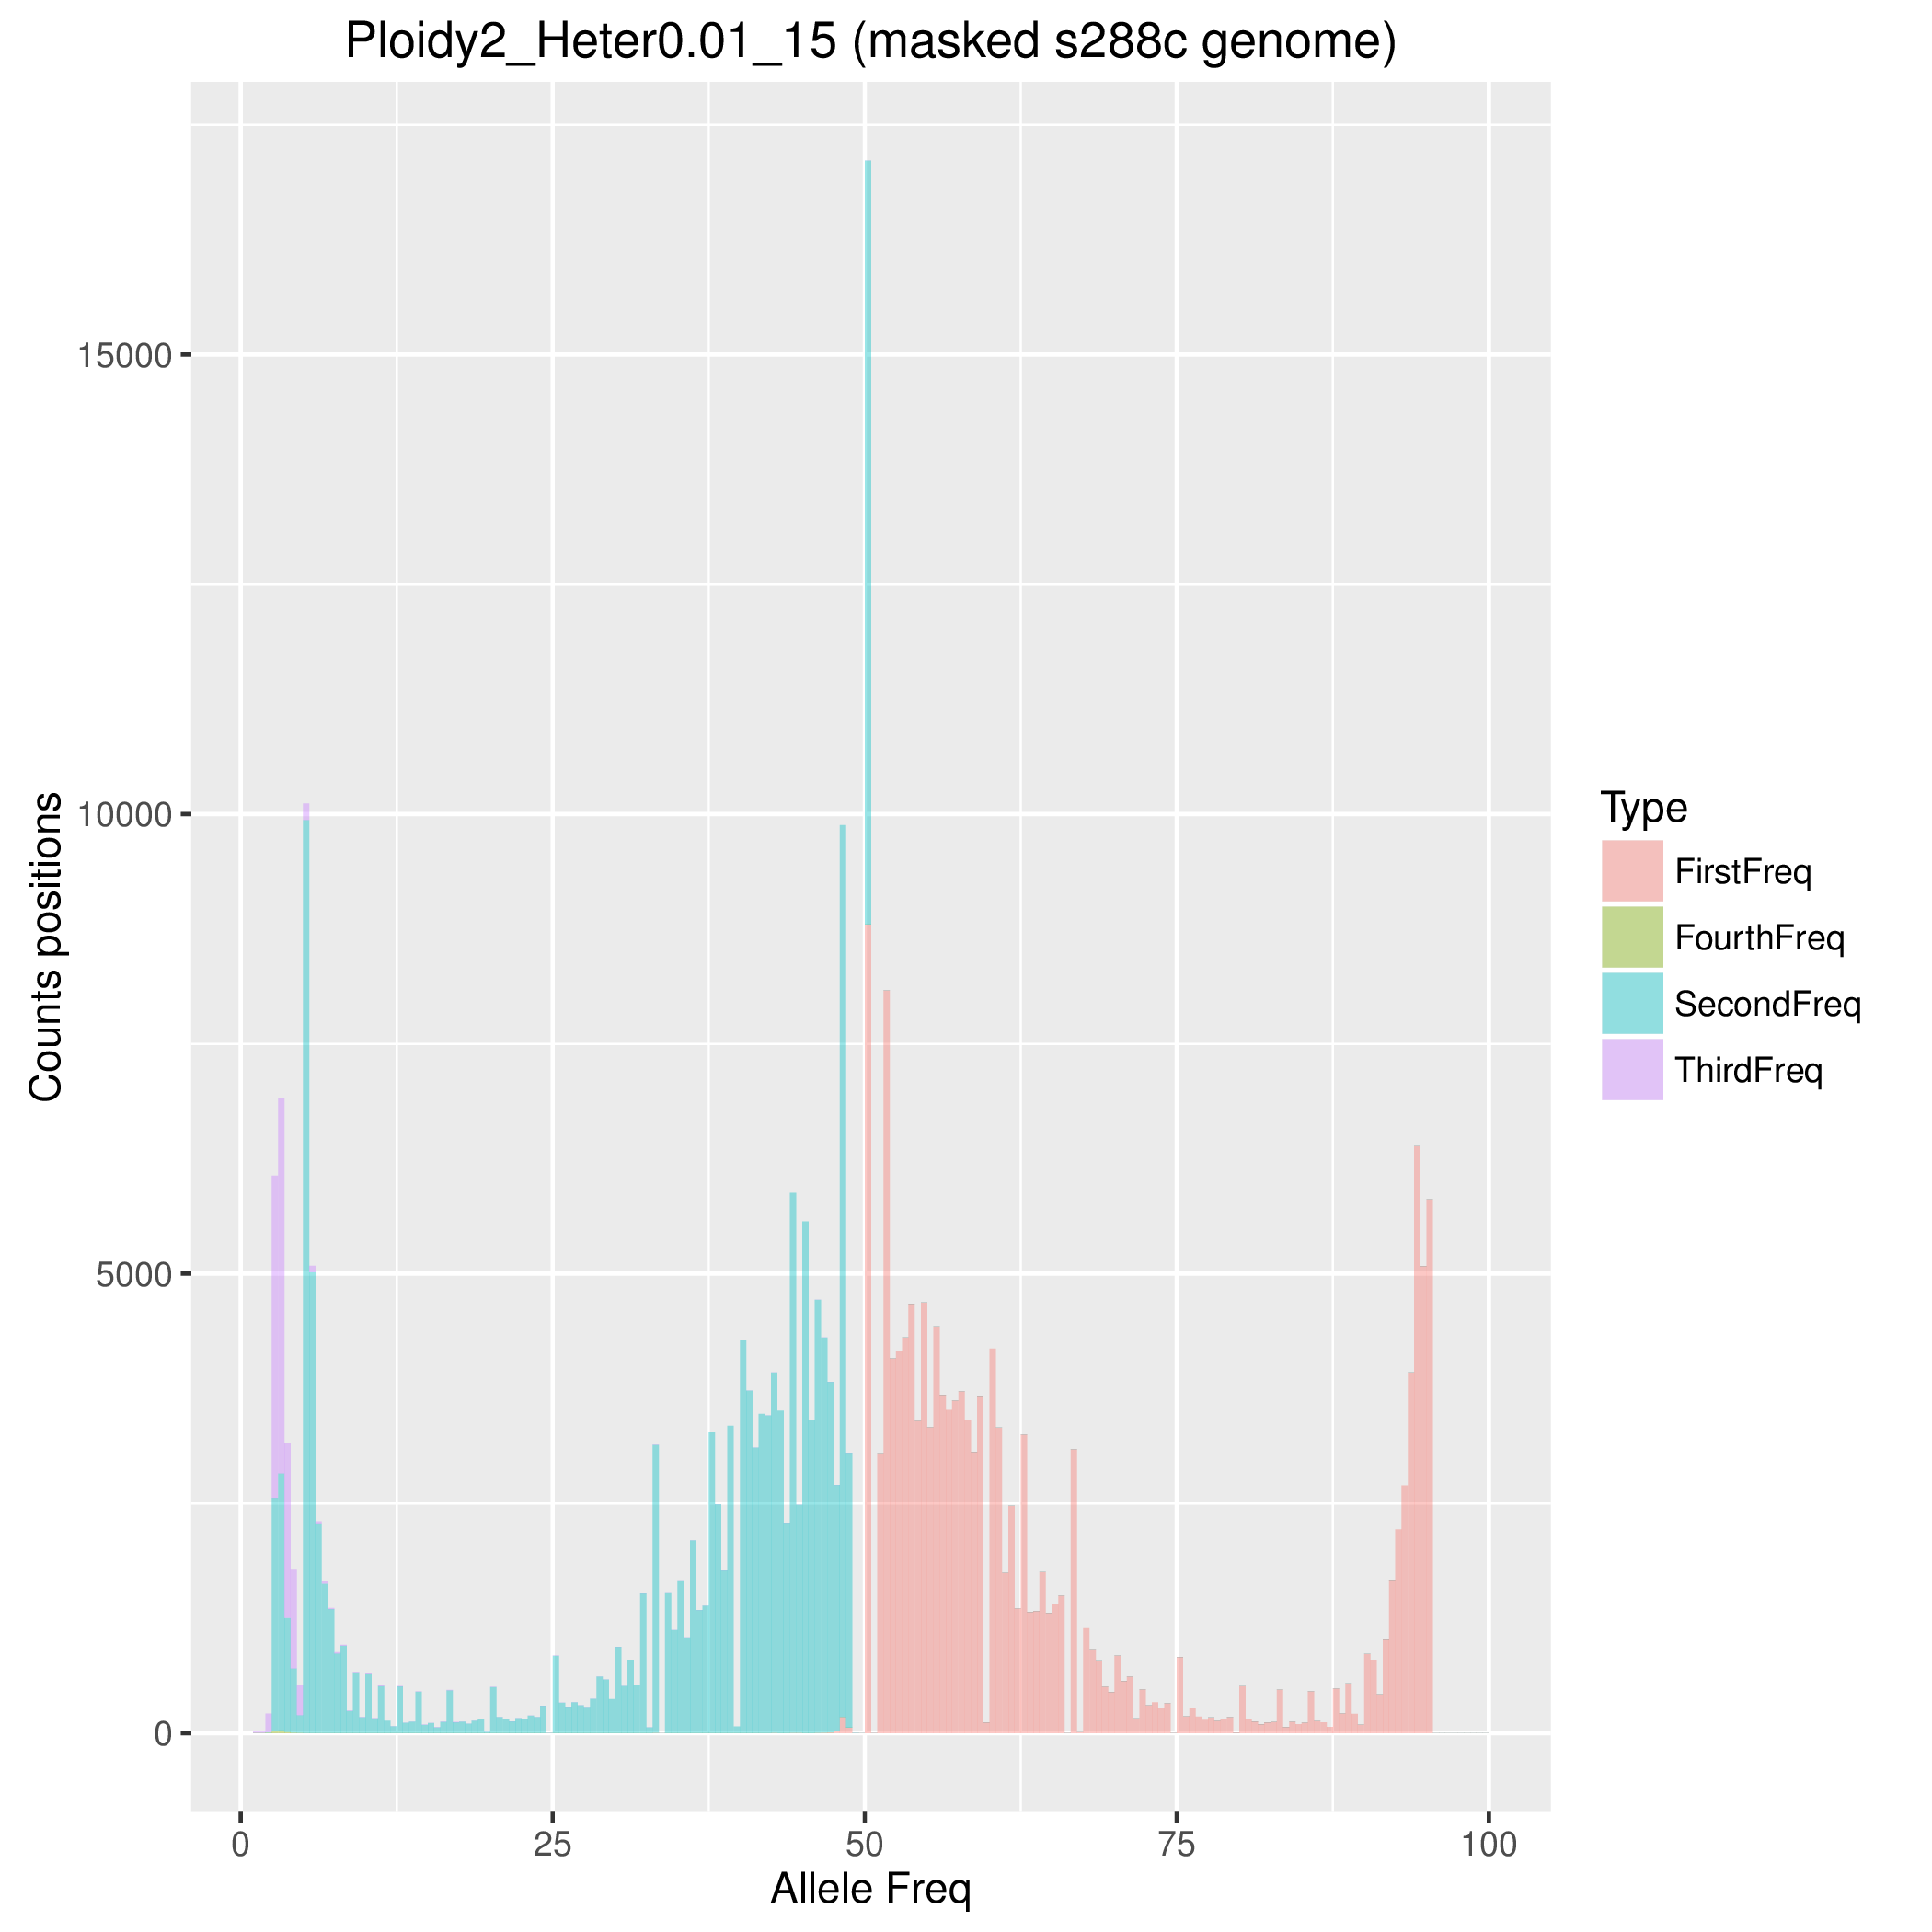 Ploidy2_Heter0.01_15 (masked s288c genome)
Counts positions
15000
10000
5000
0
0 25 50 75 100
Allele Freq
Type
FirstFreq
FourthFreq
SecondFreq
ThirdFreq